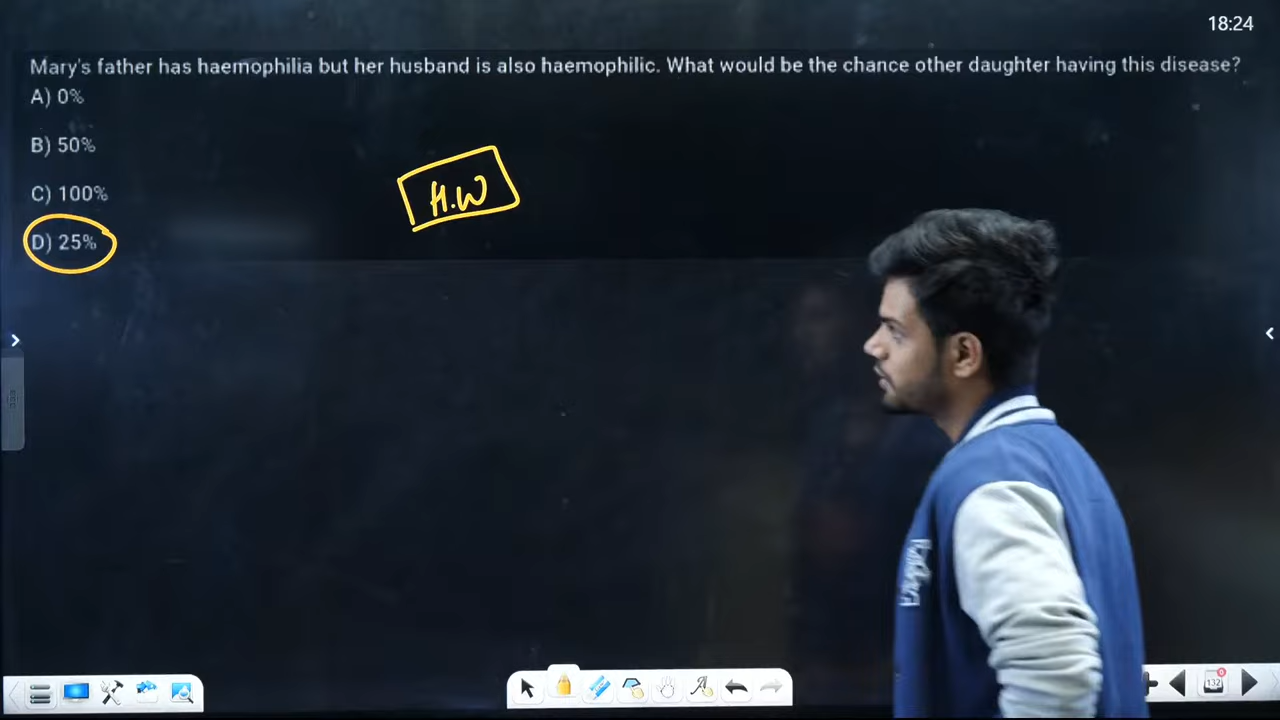 18:24
Mary's father has haemophilia but her husband is also haemophilic. What would be the chance other daughter having this disease?
A) 0%
B) 50%
H.W
C) 100%
D) 25%
132